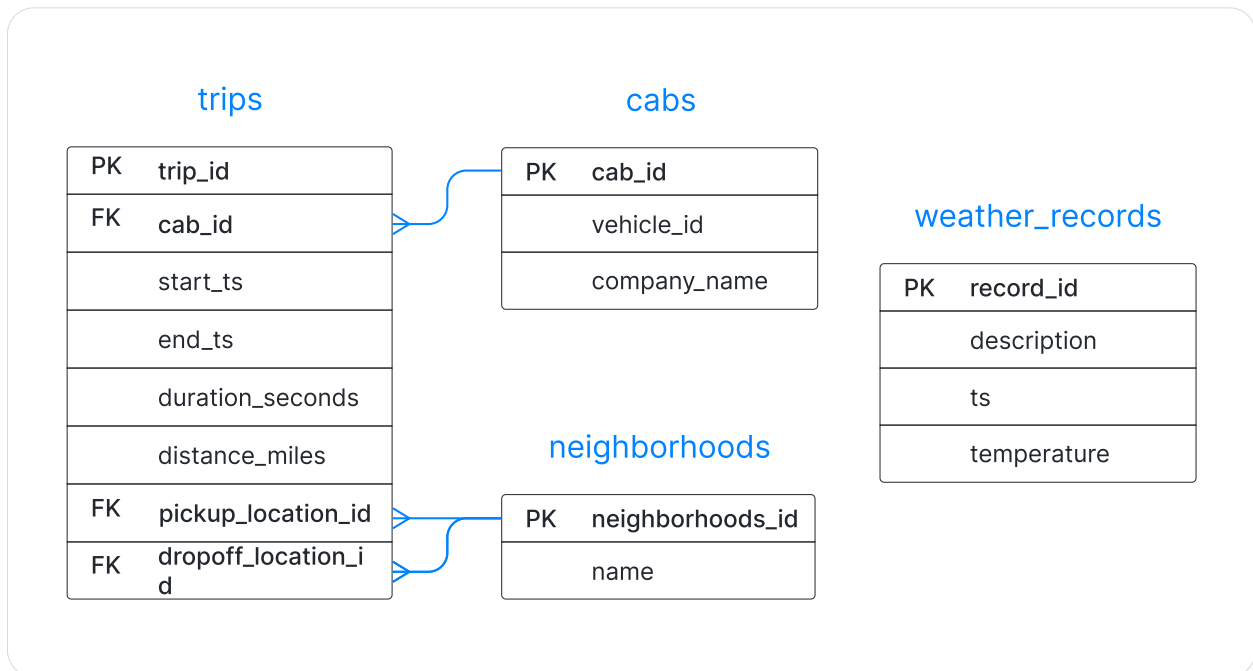 trips
PK trip_id
FK cab_id
start_ts
end_ts
duration_seconds
distance_miles
FK pickup_location_id
FK dropoff_location_i
d
cabs
PK cab_id
vehicle_id
company_name
neighborhoods
PK neighborhoods_id
name
weather_records
PK record_id
description
ts
temperature